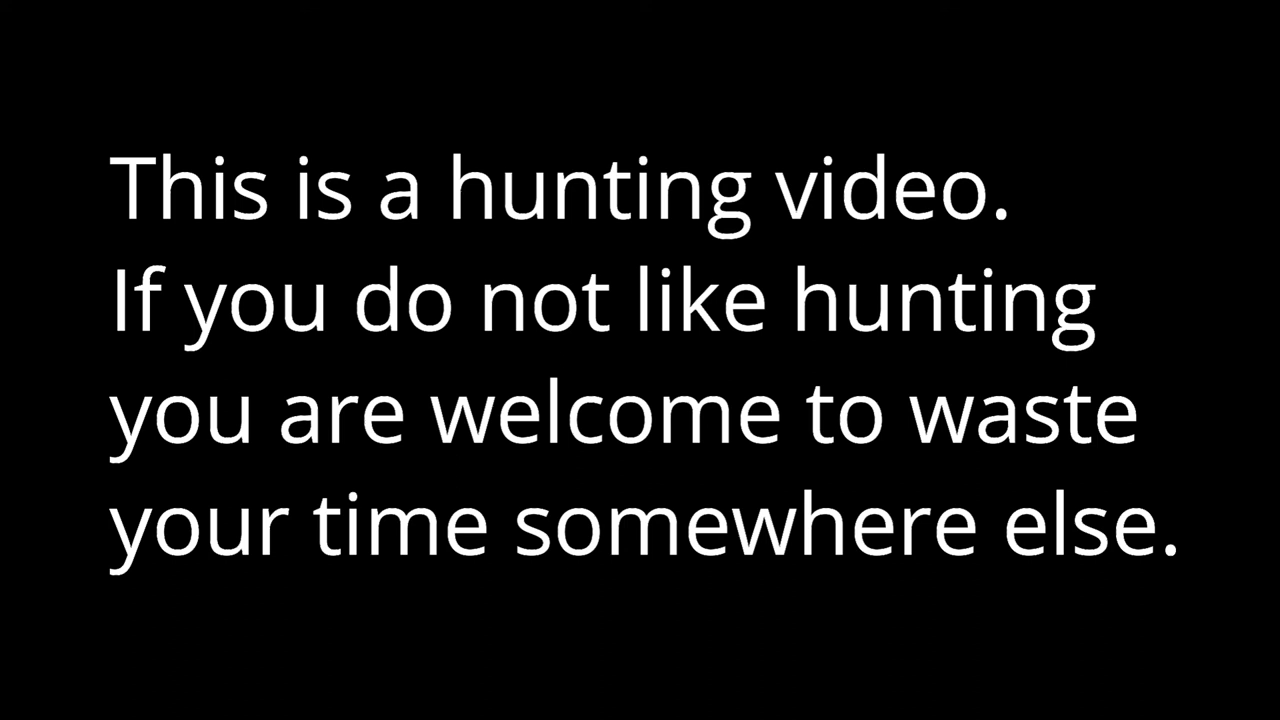 This is a hunting video.
If you do not like hunting
you are welcome to waste
your time somewhere else.